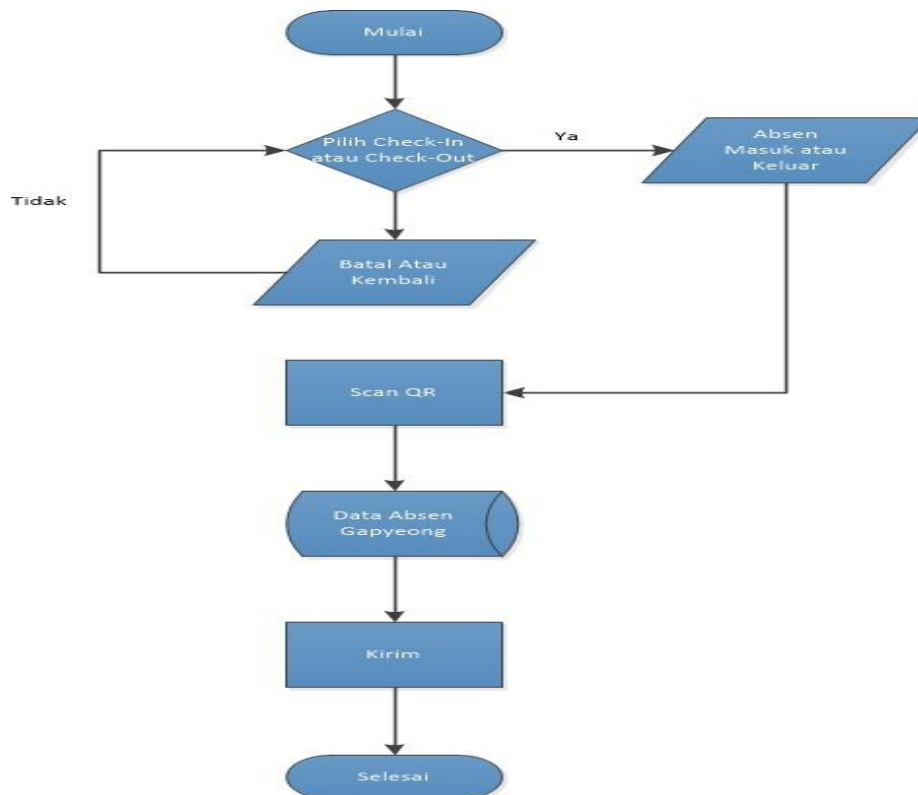 Mulai
Pilih Check-In
atau Check-Out
Ya
Absen
Masuk atau
Keluar
Tidak
Batal Atau
Kembali
Scan QR
Data Absen
Gapyeong
Kirim
Selesai